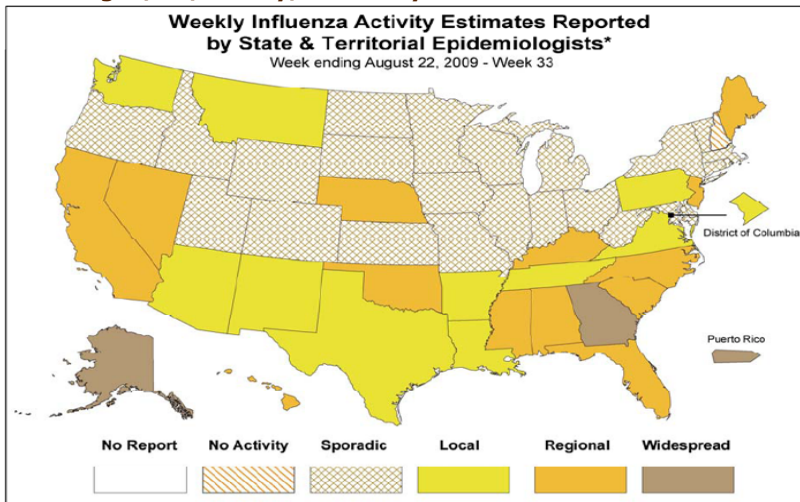 Weekly Influenza Activity Estimates Reported
by State & Territorial Epidemiologists*
Week ending August 22, 2009 - Week 33
District of Columbia
Puerto Rico
No Report No Activity Sporadic Local Regional Widespread